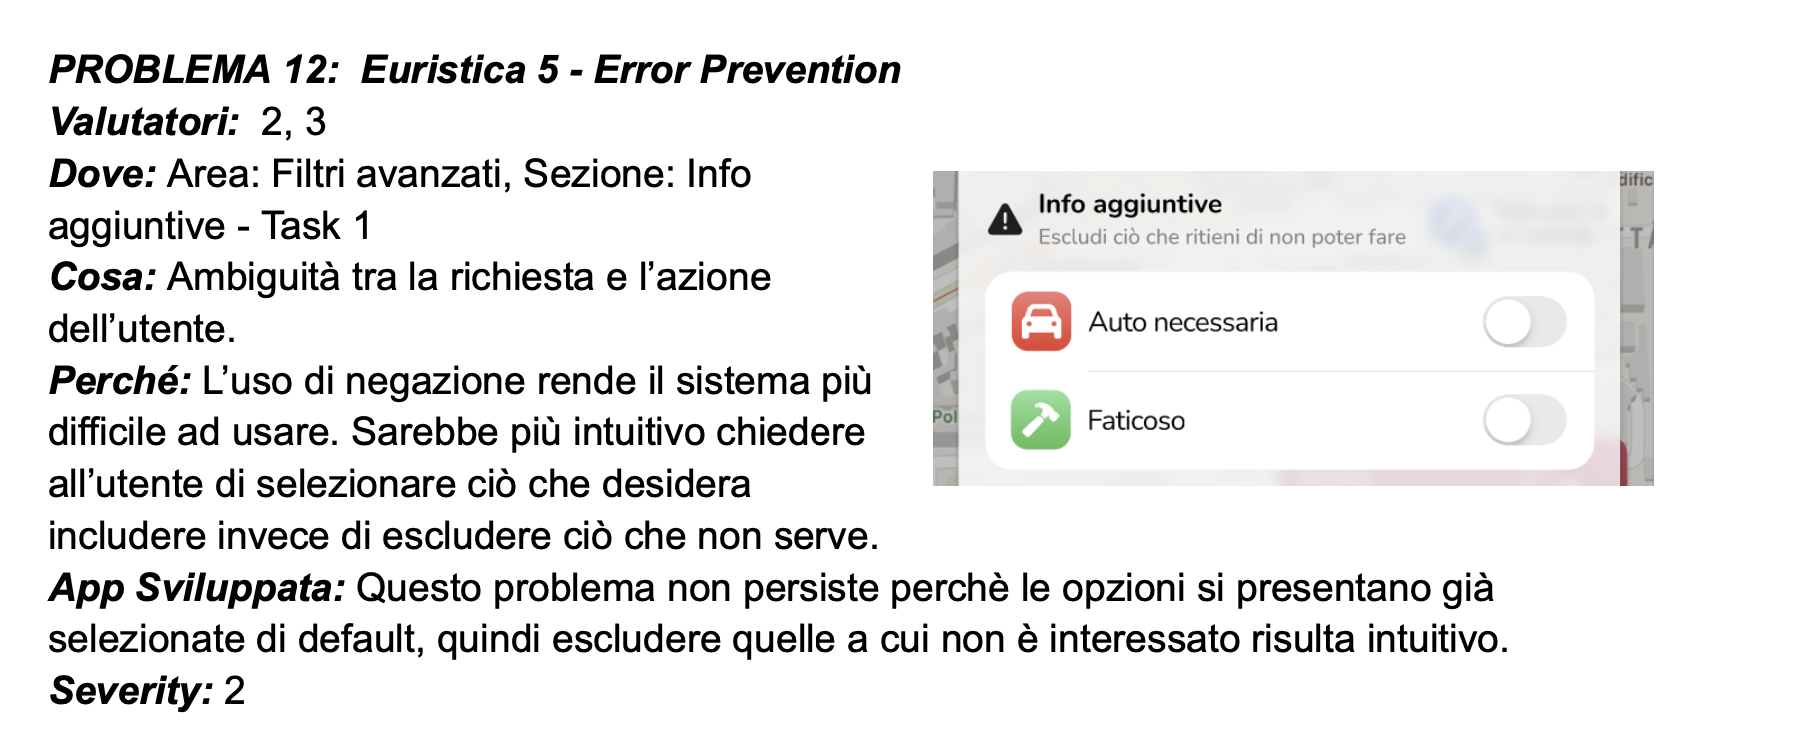 PROBLEMA 12: Euristica 5 - Error Prevention
Valutatori: 2, 3
Dove: Area: Filtri avanzati, Sezione: Info
aggiuntive - Task 1
Cosa: Ambiguità tra la richiesta e l’azione
dell’utente.
Perché: L’uso di negazione rende il sistema più
difficile ad usare. Sarebbe più intuitivo chiedere
all’utente di selezionare ciò che desidera
includere invece di escludere ciò che non serve.
App Sviluppata: Questo problema non persiste perchè le opzioni si presentano già
selezionate di default, quindi escludere quelle a cui non è interessato risulta intuitivo.
Severity: 2
Info aggiuntive
Escludi ciò che ritieni di non poter fare
Auto necessaria
Faticoso